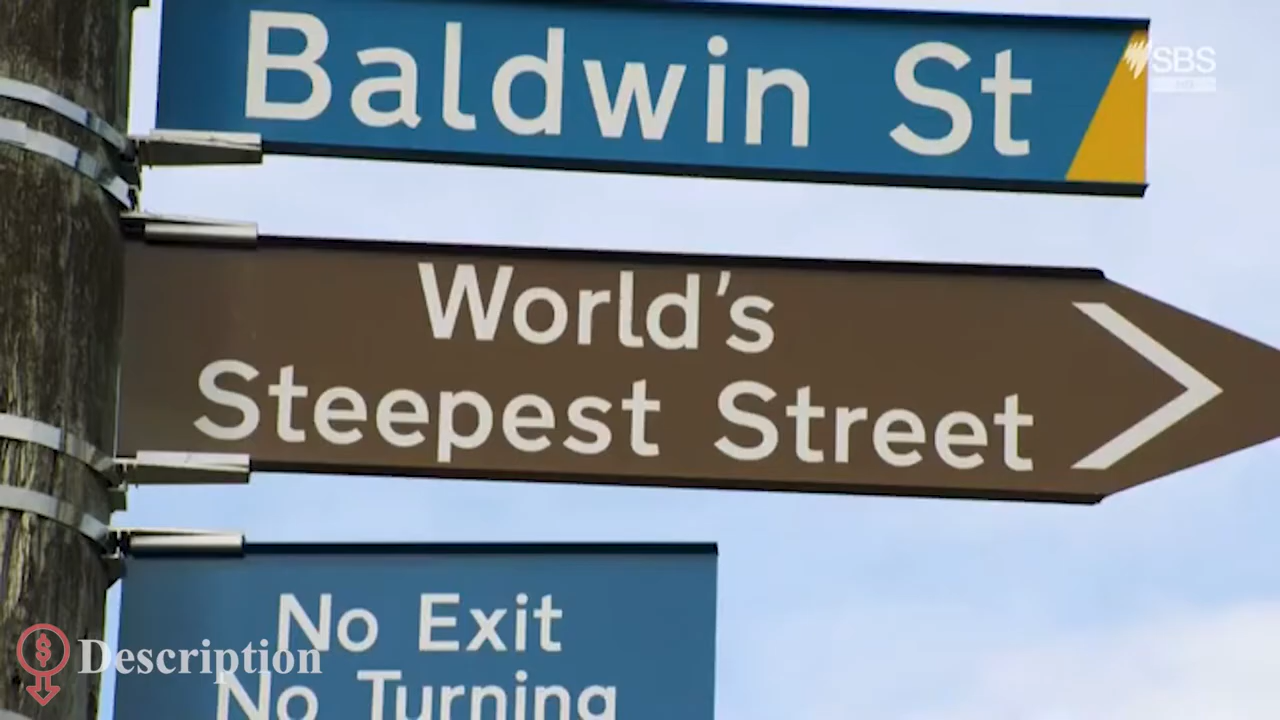 Baldwin St
SBS
World's
Steepest Street
No Exit
Description
No Turning